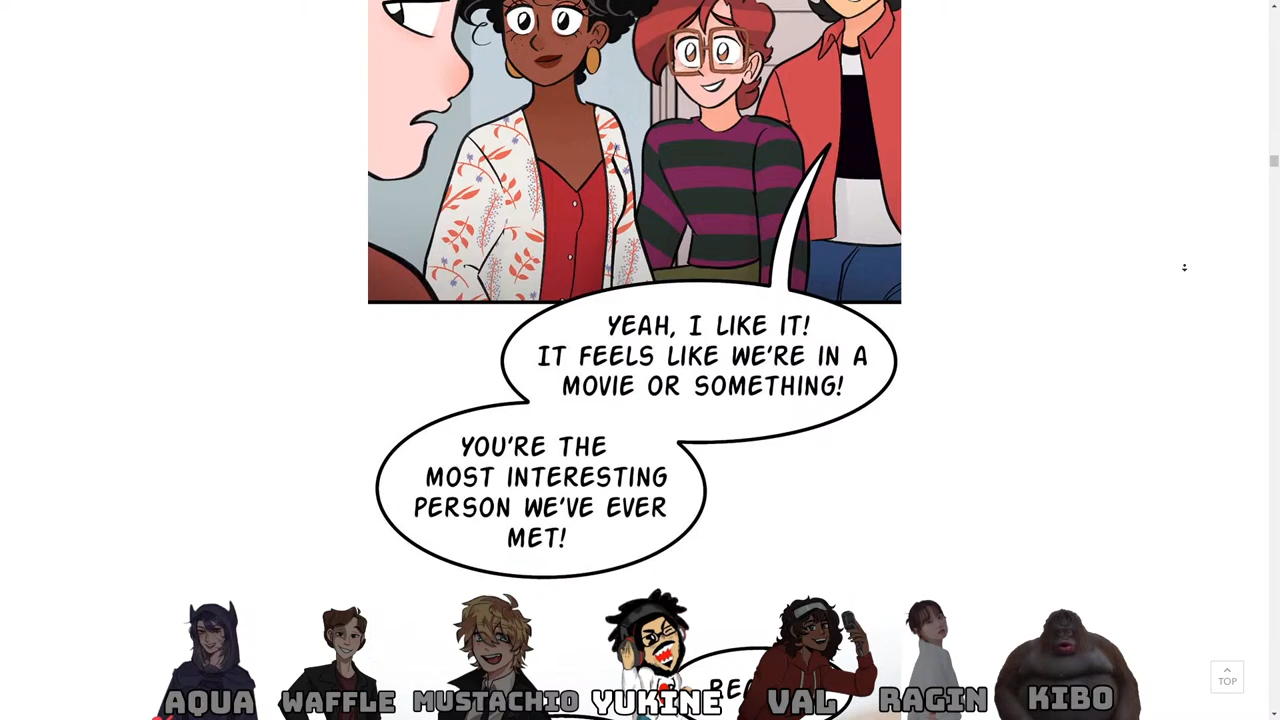 YEAH, I LIKE IT!
IT FEELS LIKE WE'RE IN A
MOVIE OR SOMETHING!
YOU'RE THE
MOST INTERESTING
PERSON WE'VE EVER
MET!
AQUA WAFFLE MUSTACHIO YUKINE VAL RAGIN KIBO
TOP